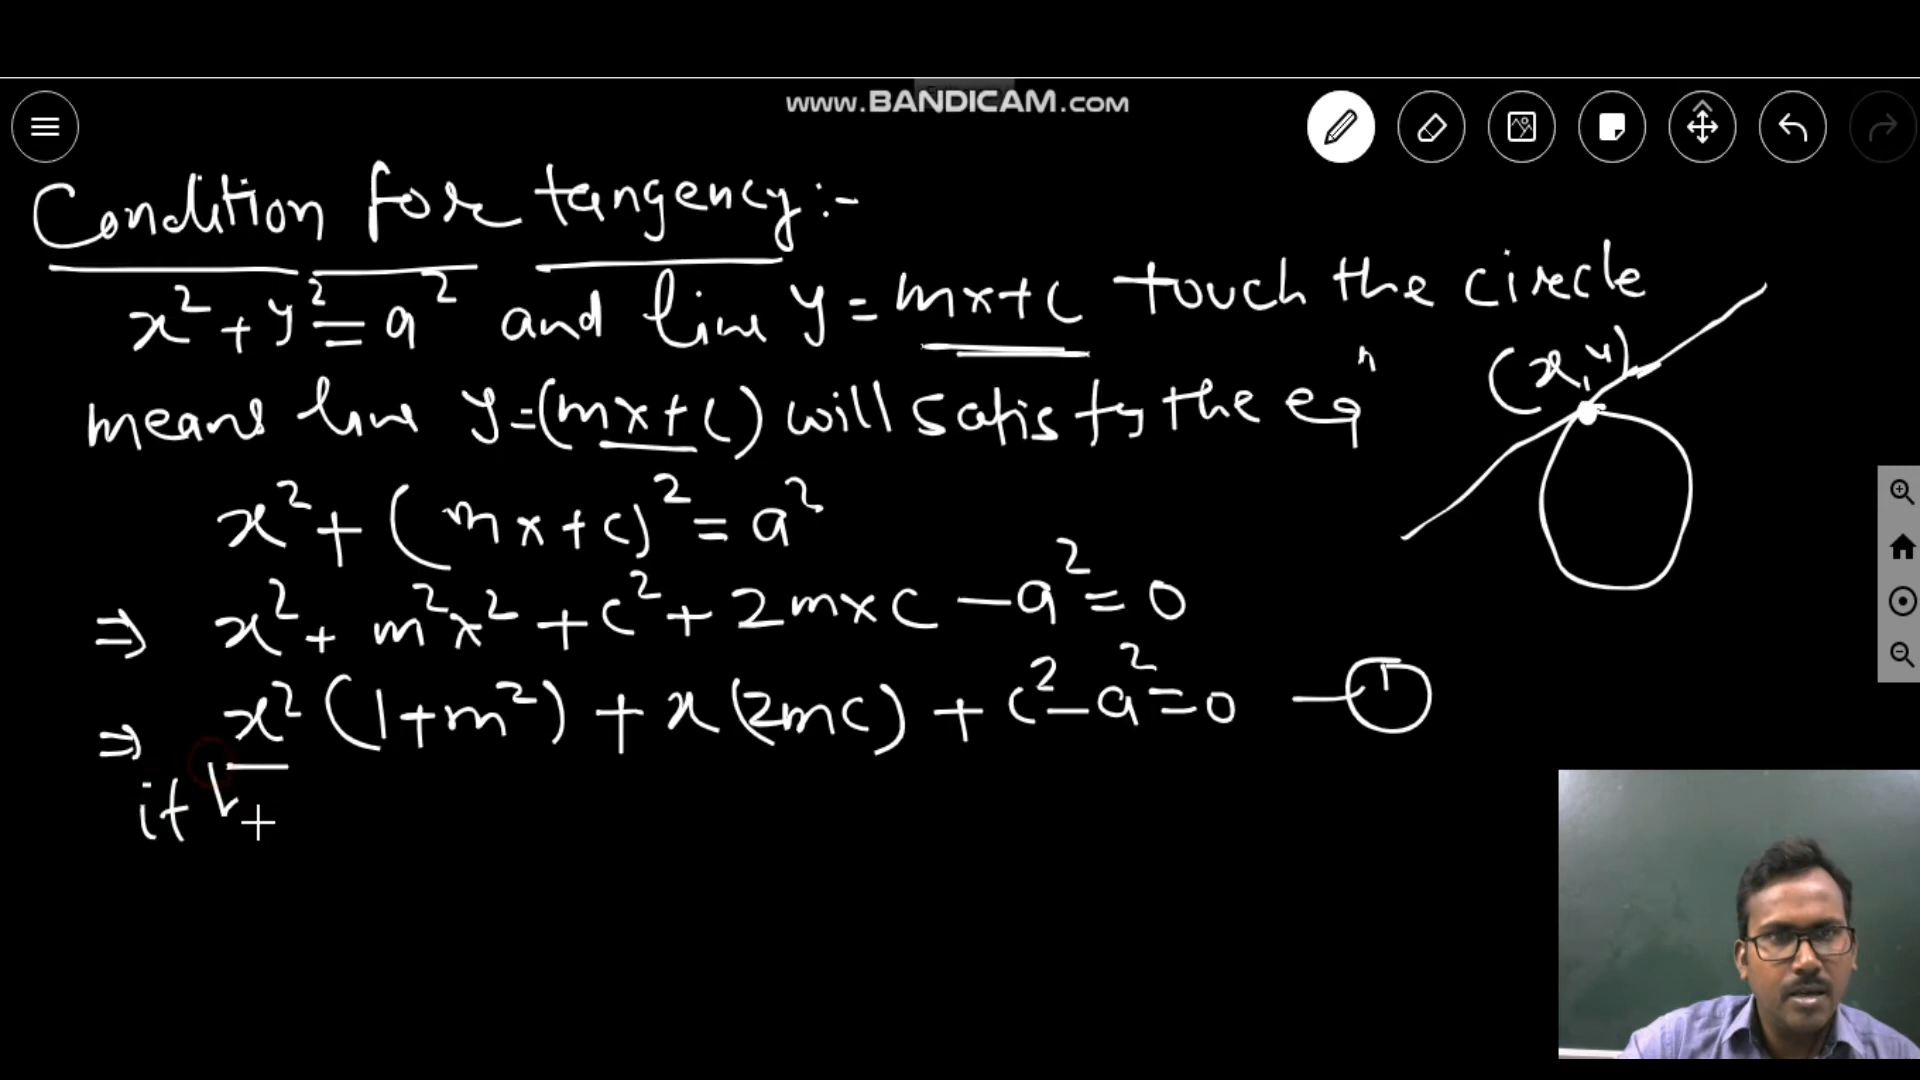 www.BANDICAM.com
Condition for tangency:-
x²+y²=a² and line y=mx+c touch the circle
(x,y)
means line y=(mx+c) will satisfy the eqⁿ
x²+(mx+c)²=a²
⇒ x²+m²x²+c²+2mxc-a²=0
⇒ x²(1+m²)+x(2mc)+c²-a²=0 —①
if